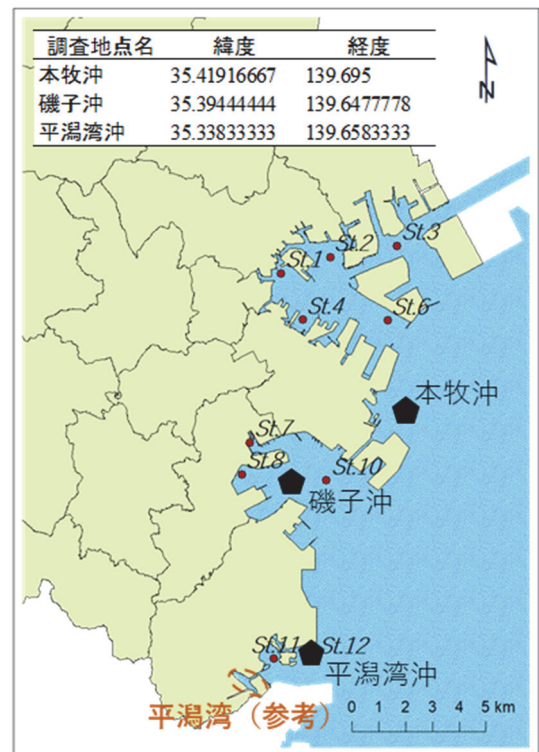 調査地点名 緯度 経度
本牧沖 35.41916667 139.695
磯子沖 35.39444444 139.6477778
平潟湾沖 35.33833333 139.6583333
N
St.2
St.3
St.1
St.4
St.6
本牧沖
St.7
St.8
St.10
磯子沖
St.11
St.12
平潟湾沖
平潟湾（参考）
0 1 2 3 4 5 km